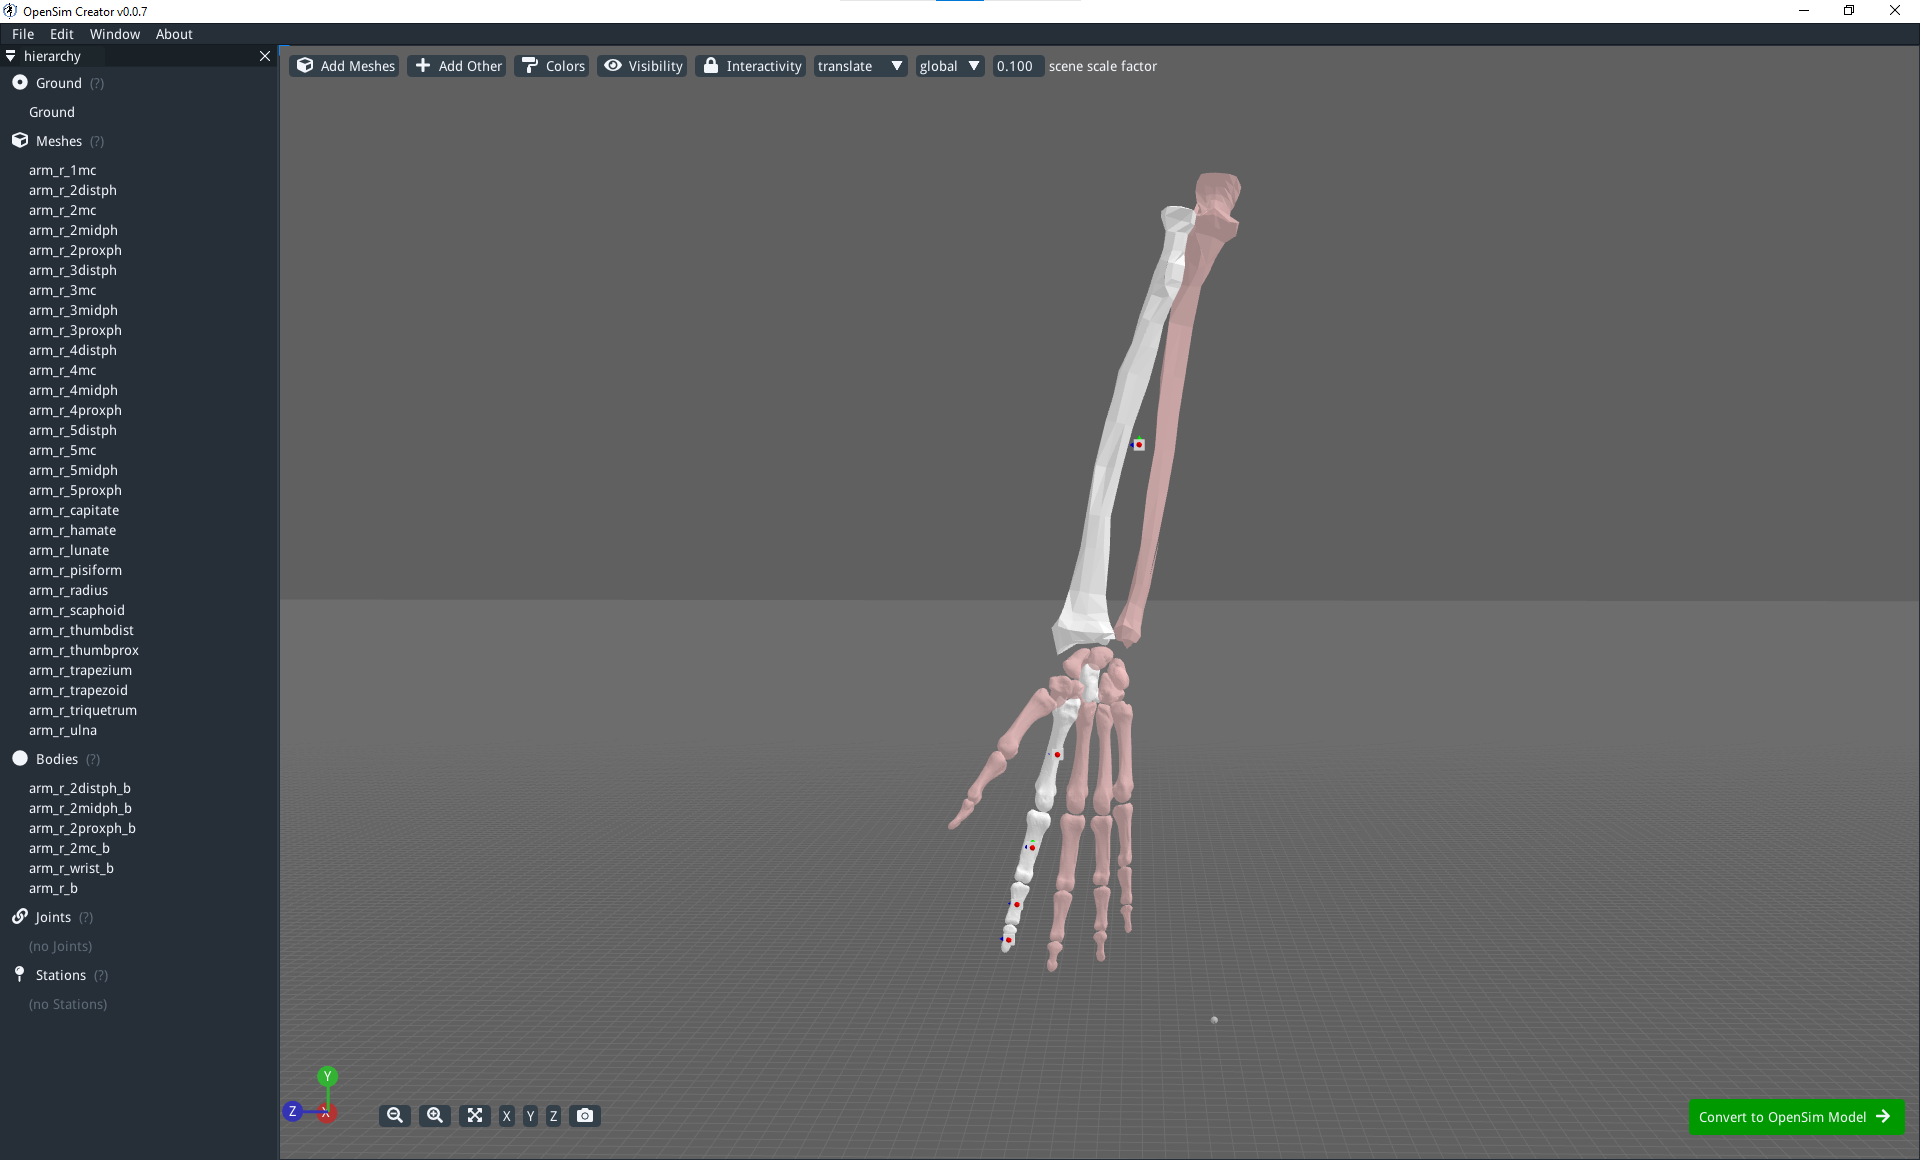 OpenSim Creator v0.0.7
File Edit Window About
hierarchy
Add Meshes Add Other Colors Visibility Interactivity translate global 0.100 scene scale factor
Ground (?)
Ground
Meshes (?)
arm_r_1mc
arm_r_2distph
arm_r_2mc
arm_r_2midph
arm_r_2proxph
arm_r_3distph
arm_r_3mc
arm_r_3midph
arm_r_3proxph
arm_r_4distph
arm_r_4mc
arm_r_4midph
arm_r_4proxph
arm_r_5distph
arm_r_5mc
arm_r_5midph
arm_r_5proxph
arm_r_capitate
arm_r_hamate
arm_r_lunate
arm_r_pisiform
arm_r_radius
arm_r_scaphoid
arm_r_thumbdist
arm_r_thumbprox
arm_r_trapezium
arm_r_trapezoid
arm_r_triquetrum
arm_r_ulna
Bodies (?)
arm_r_2distph_b
arm_r_2midph_b
arm_r_2proxph_b
arm_r_2mc_b
arm_r_wrist_b
arm_r_b
Joints (?)
(no Joints)
Stations (?)
(no Stations)
Y
Z X
X Y Z
Convert to OpenSim Model